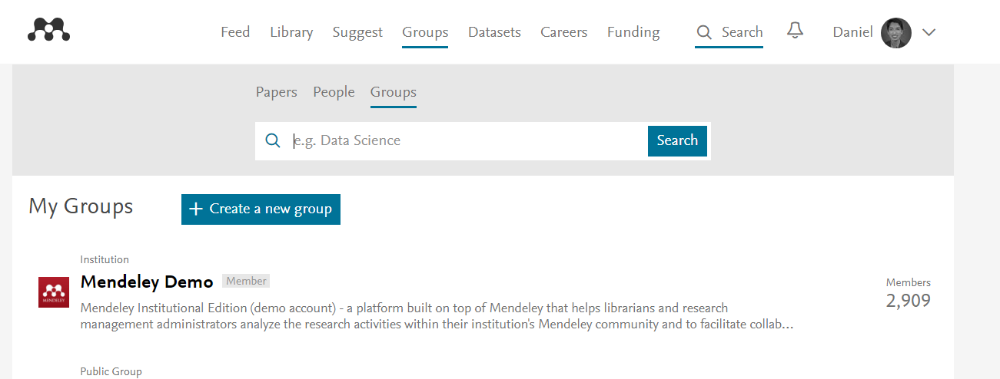 Feed Library Suggest Groups Datasets Careers Funding Search Daniel
Papers People Groups
e.g. Data Science Search
My Groups + Create a new group
Institution
Mendeley Demo Member
MENDELEY
Members
2,909
Mendeley Institutional Edition (demo account) - a platform built on top of Mendeley that helps librarians and research
management administrators analyze the research activities within their institution's Mendeley community and to facilitate collab...
Public Group